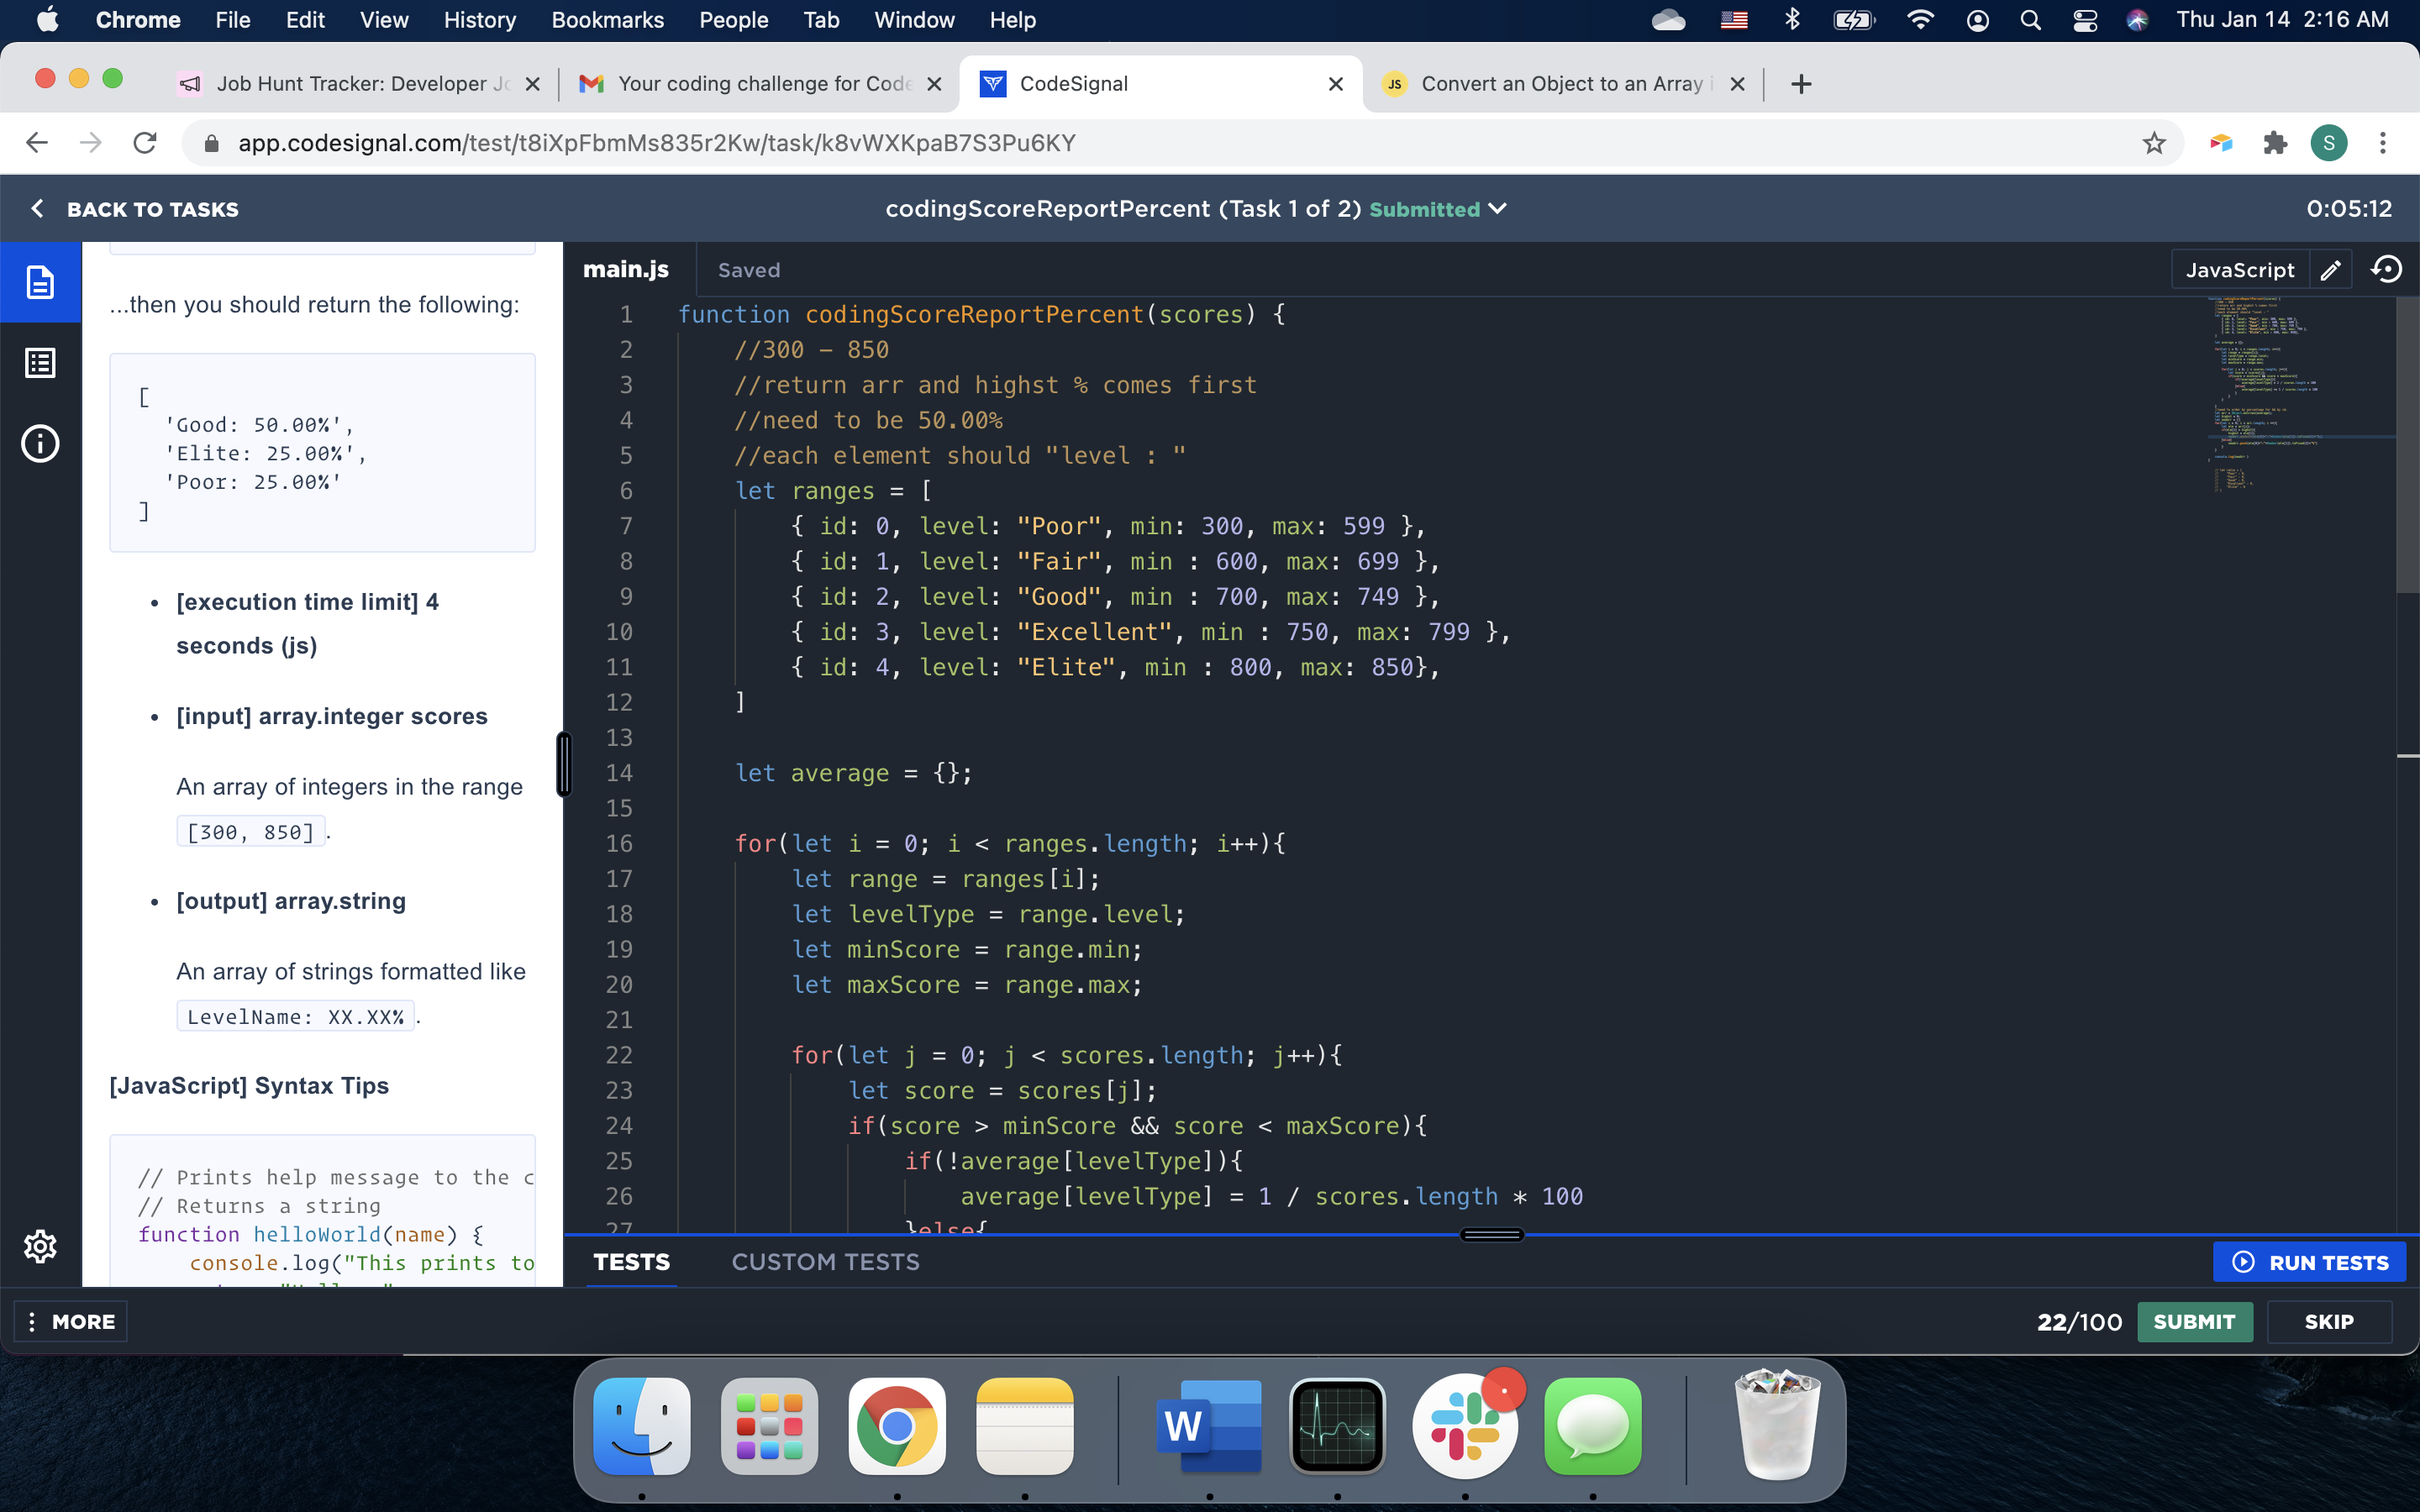 Chrome File Edit View History Bookmarks People Tab Window Help Thu Jan 14 2:16 AM
Job Hunt Tracker: Developer Jo Your coding challenge for Code CodeSignal JS Convert an Object to an Array i
app.codesignal.com/test/t8iXpFbmMs835r2Kw/task/k8vWXKpaB7S3Pu6KY S
BACK TO TASKS codingScoreReportPercent (Task 1 of 2) Submitted 0:05:12
...then you should return the following:
[
'Good: 50.00%',
'Elite: 25.00%',
'Poor: 25.00%'
]
• [execution time limit] 4
seconds (js)
• [input] array.integer scores
An array of integers in the range
[300, 850].
• [output] array.string
An array of strings formatted like
LevelName: XX.XX%.
[JavaScript] Syntax Tips
// Prints help message to the c
// Returns a string
function helloWorld(name) {
console.log("This prints to
main.js Saved JavaScript
1 function codingScoreReportPercent(scores) {
2 //300 - 850
3 //return arr and highst % comes first
4 //need to be 50.00%
5 //each element should "level : "
6 let ranges = [
7 { id: 0, level: "Poor", min: 300, max: 599 },
8 { id: 1, level: "Fair", min : 600, max: 699 },
9 { id: 2, level: "Good", min : 700, max: 749 },
10 { id: 3, level: "Excellent", min : 750, max: 799 },
11 { id: 4, level: "Elite", min : 800, max: 850},
12 ]
13
14 let average = {};
15
16 for(let i = 0; i < ranges.length; i++){
17 let range = ranges[i];
18 let levelType = range.level;
19 let minScore = range.min;
20 let maxScore = range.max;
21
22 for(let j = 0; j < scores.length; j++){
23 let score = scores[j];
24 if(score > minScore && score < maxScore){
25 if(!average[levelType]){
26 average[levelType] = 1 / scores.length * 100
27 }else{
TESTS CUSTOM TESTS RUN TESTS
MORE 22/100 SUBMIT SKIP
W